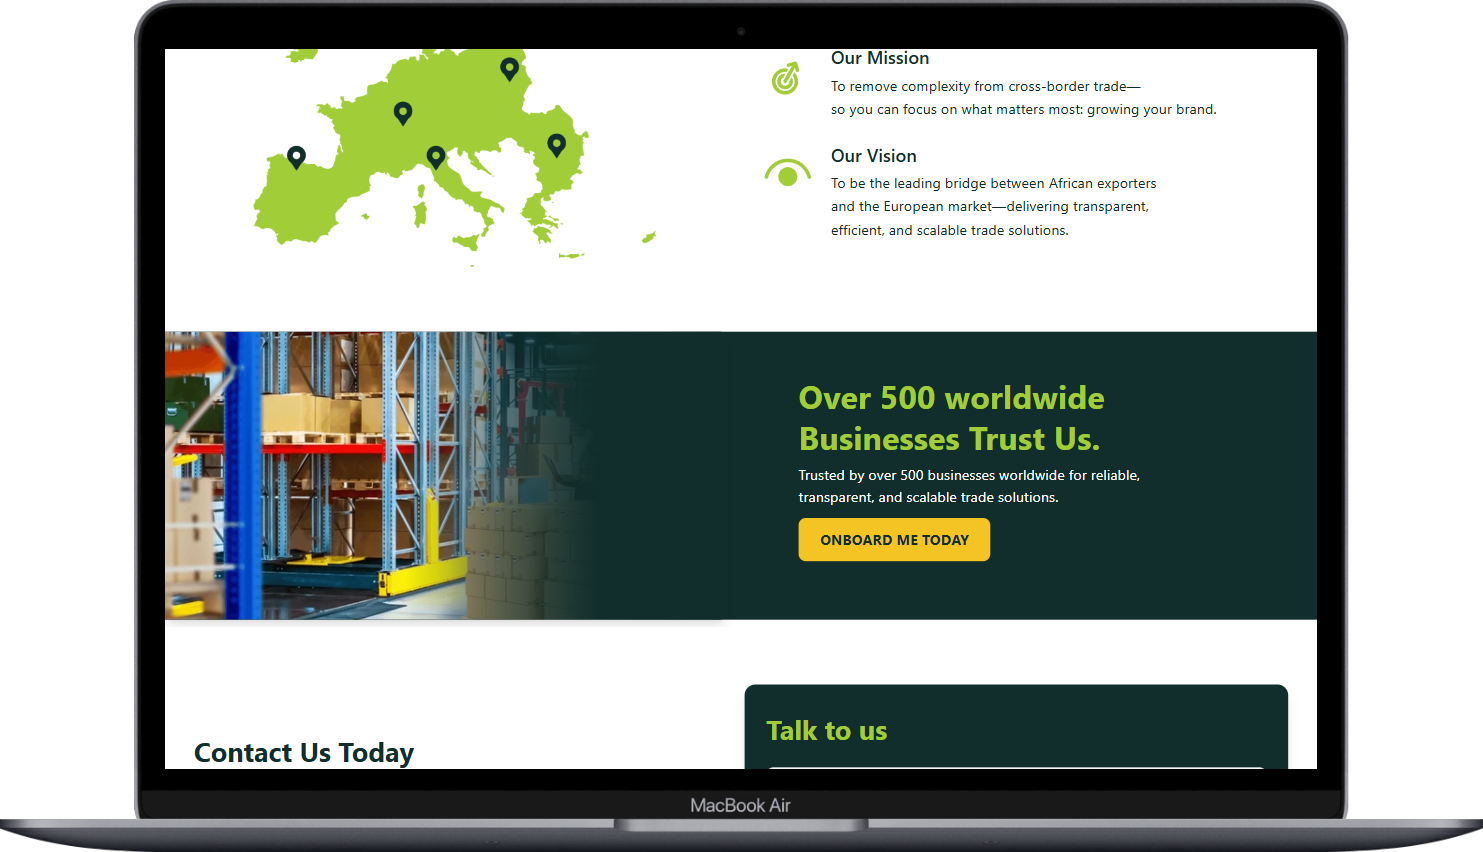 Our Mission
To remove complexity from cross-border trade—
so you can focus on what matters most: growing your brand.
Our Vision
To be the leading bridge between African exporters
and the European market—delivering transparent,
efficient, and scalable trade solutions.
Over 500 worldwide
Businesses Trust Us.
Trusted by over 500 businesses worldwide for reliable,
transparent, and scalable trade solutions.
ONBOARD ME TODAY
Talk to us
Contact Us Today
MacBook Air